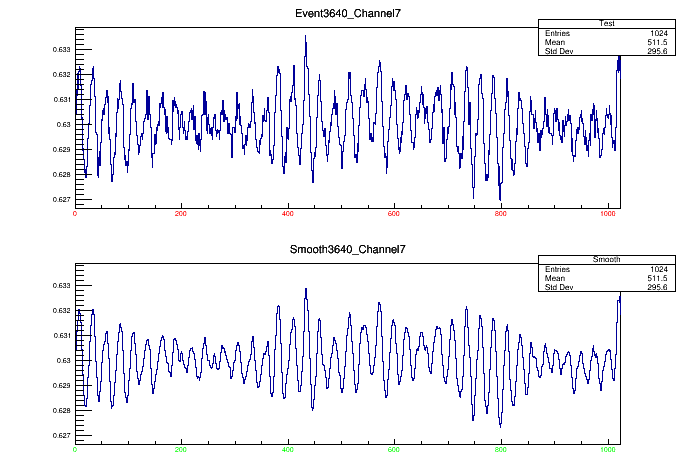 Event3640_Channel7
Test
Entries 1024
Mean 511.5
Std Dev 295.6
0.633
0.632
0.631
0.63
0.629
0.628
0.627
0 200 400 600 800 1000
Smooth3640_Channel7
Smooth
Entries 1024
Mean 511.5
Std Dev 295.6
0.633
0.632
0.631
0.63
0.629
0.628
0.627
0 200 400 600 800 1000